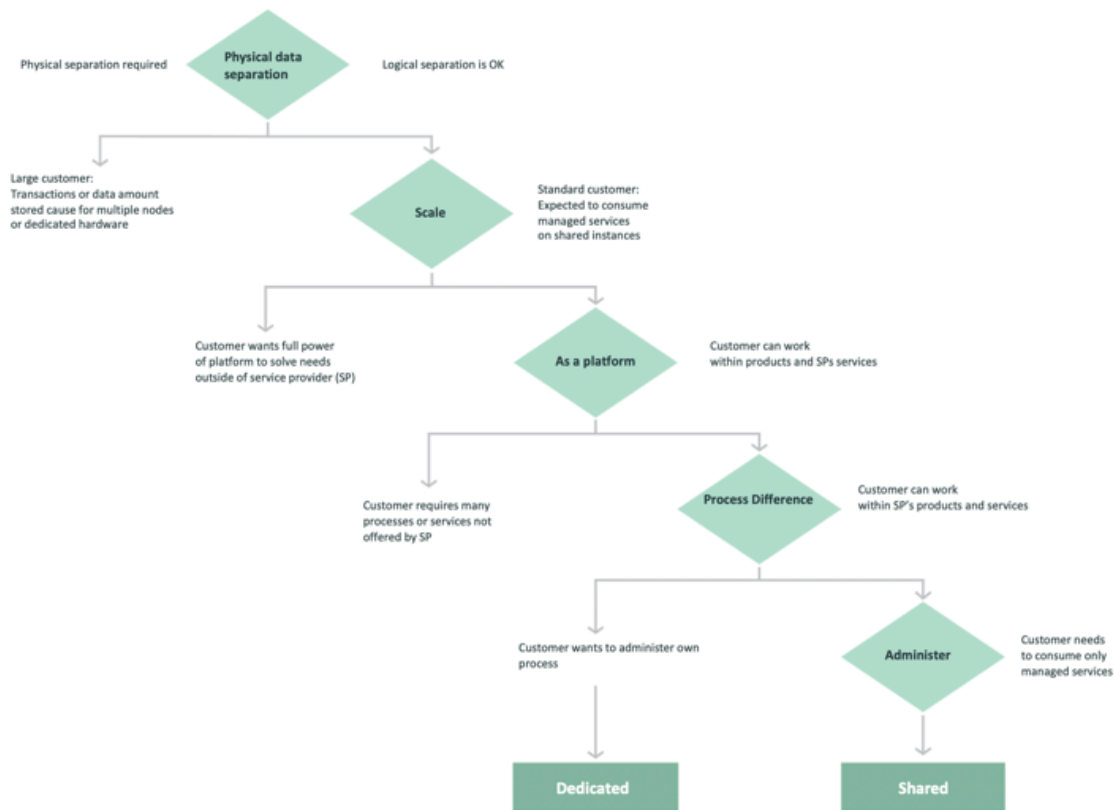 Physical separation required
Physical data
separation
Logical separation is OK
Large customer:
Transactions or data amount
stored cause for multiple nodes
or dedicated hardware
Scale
Standard customer:
Expected to consume
managed services
on shared instances
Customer wants full power
of platform to solve needs
outside of service provider (SP)
As a platform
Customer can work
within products and SPs services
Customer requires many
processes or services not
offered by SP
Process Difference
Customer can work
within SP's products and services
Customer wants to administer own
process
Administer
Customer needs
to consume only
managed services
Dedicated
Shared